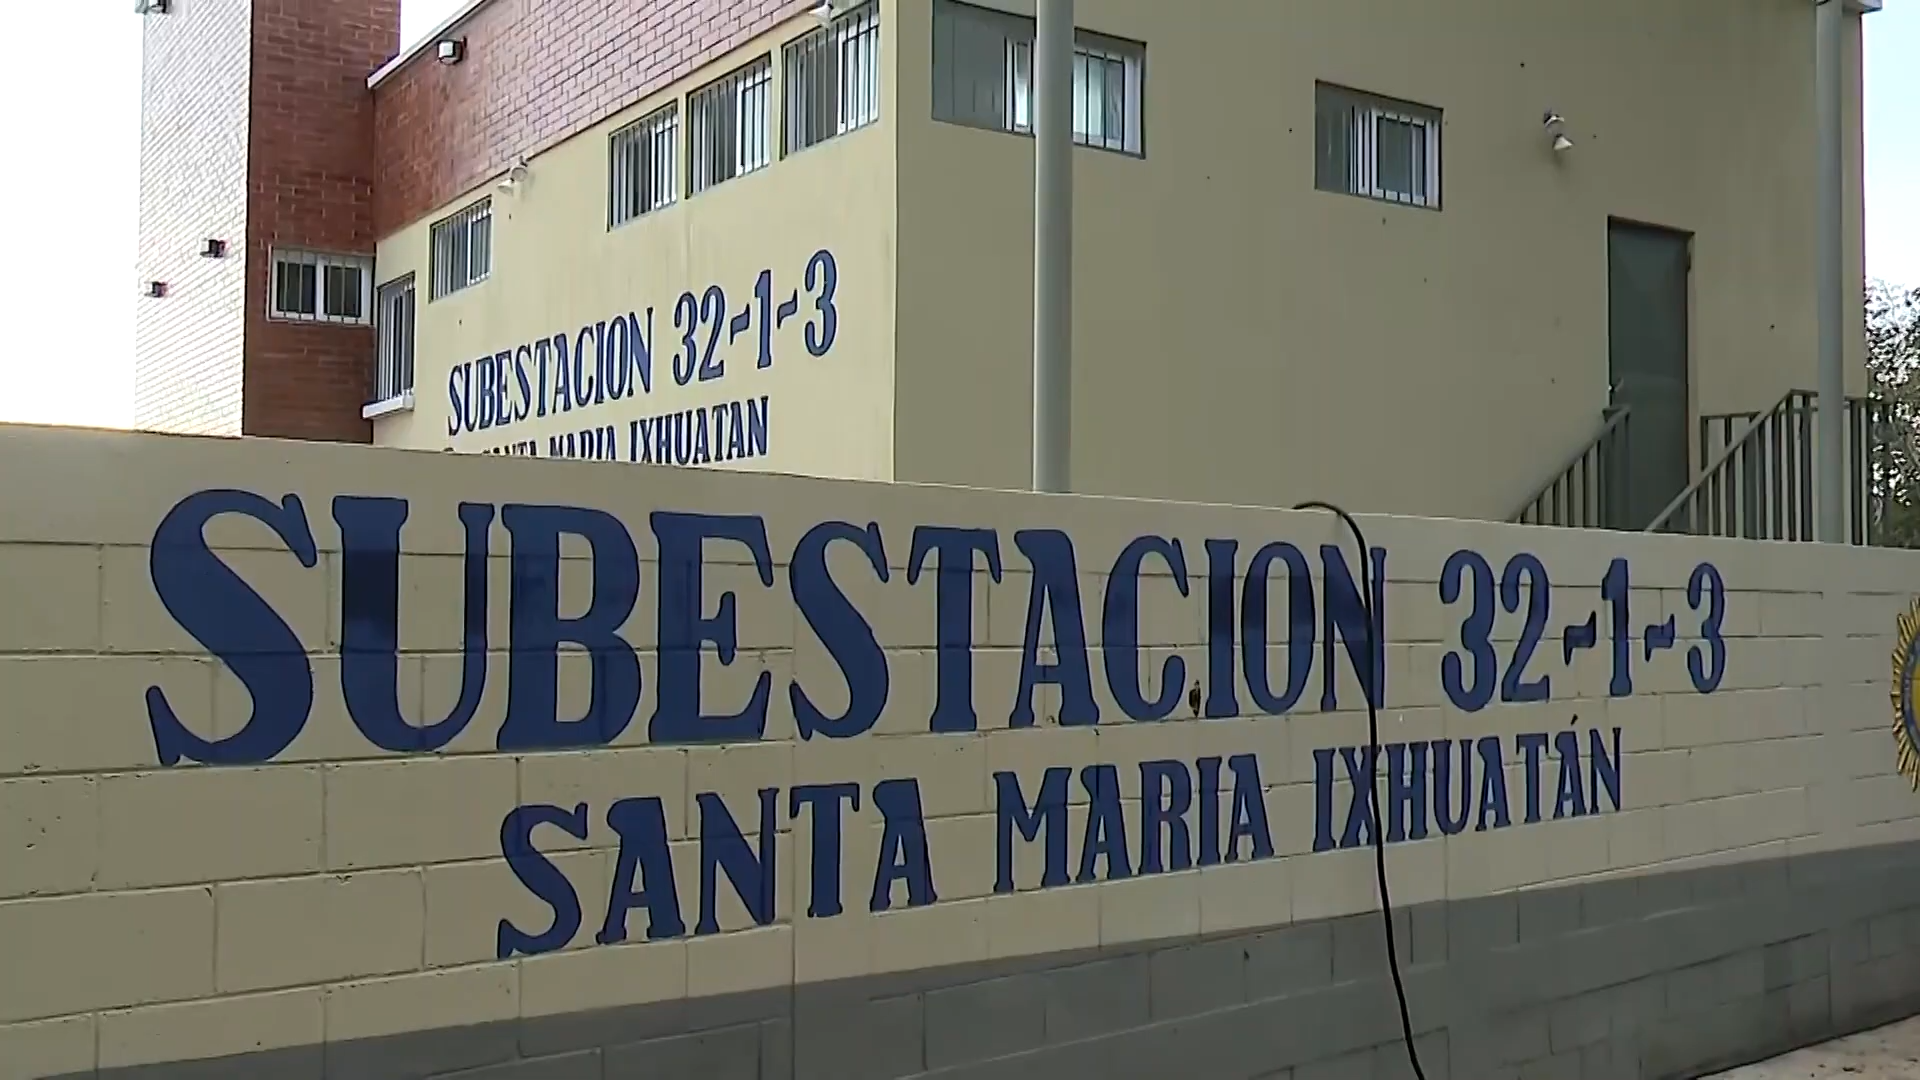 SUBESTACION 32-1-3
SANTA MARIA IXHUATAN
SUBESTACION 32-1-3
SANTA MARIA IXHUATÁN